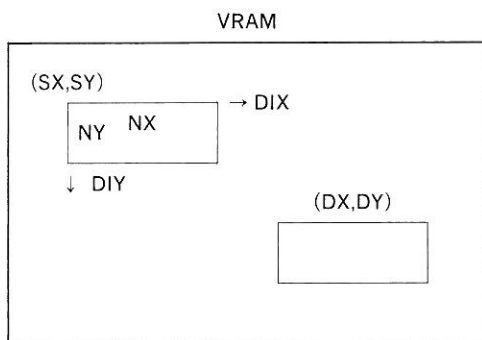 VRAM
(SX,SY)
→ DIX
NY NX
↓ DIY
(DX,DY)